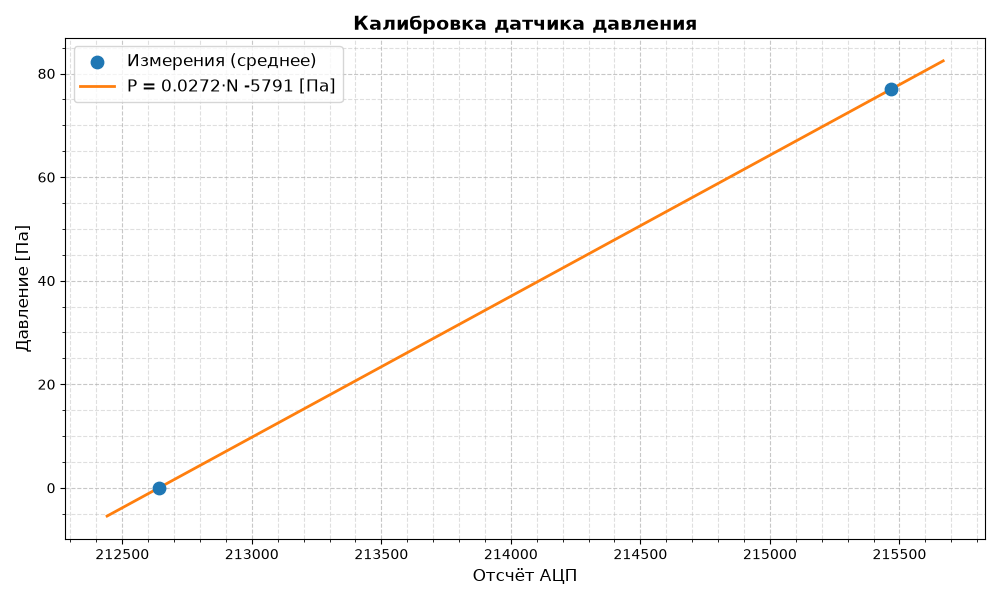 Калибровка датчика давления
Измерения (среднее)
P = 0.0272·N -5791 [Па]
Давление [Па]
80
60
40
20
0
212500 213000 213500 214000 214500 215000 215500
Отсчёт АЦП